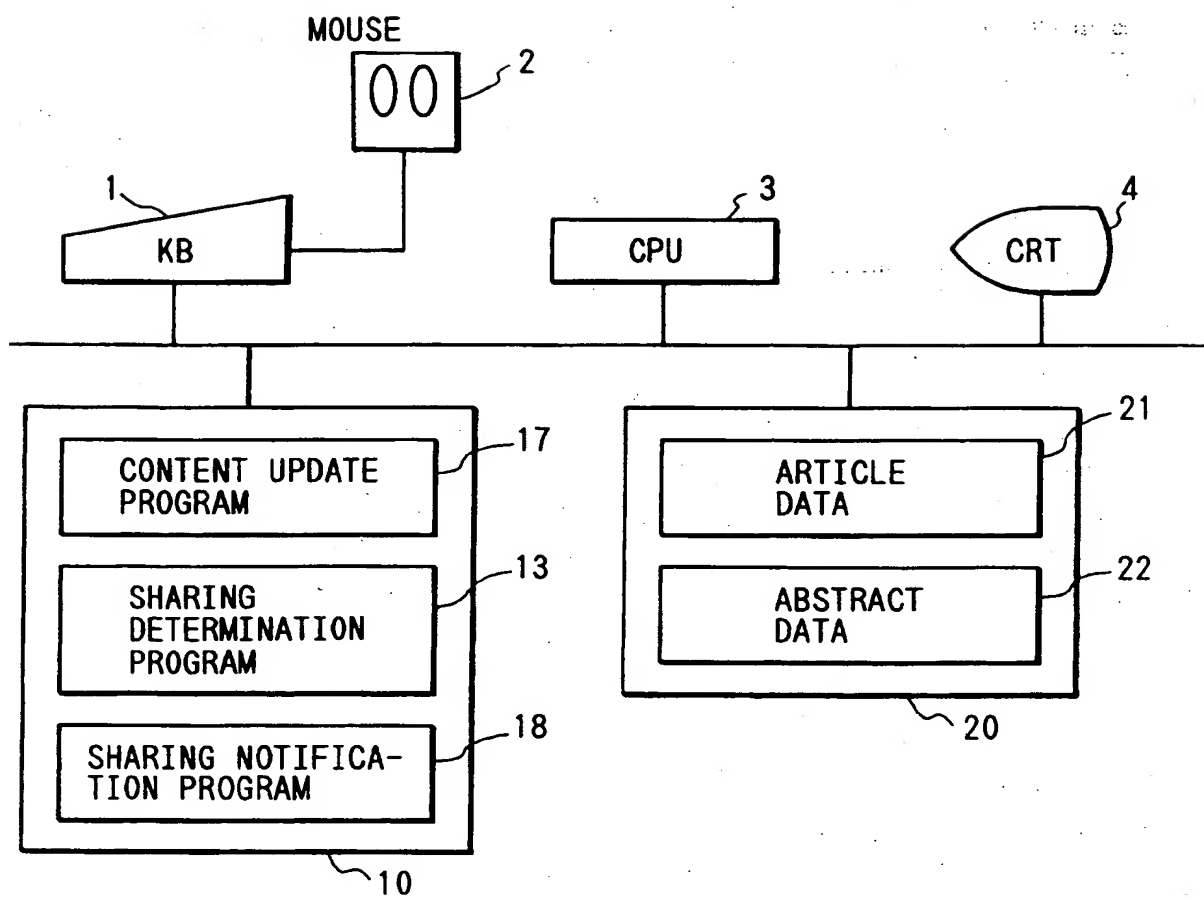 MOUSE
2
1
KB
3
CPU
4
CRT
17
CONTENT UPDATE
PROGRAM
13
SHARING
DETERMINATION
PROGRAM
18
SHARING NOTIFICA-
TION PROGRAM
10
21
ARTICLE
DATA
22
ABSTRACT
DATA
20